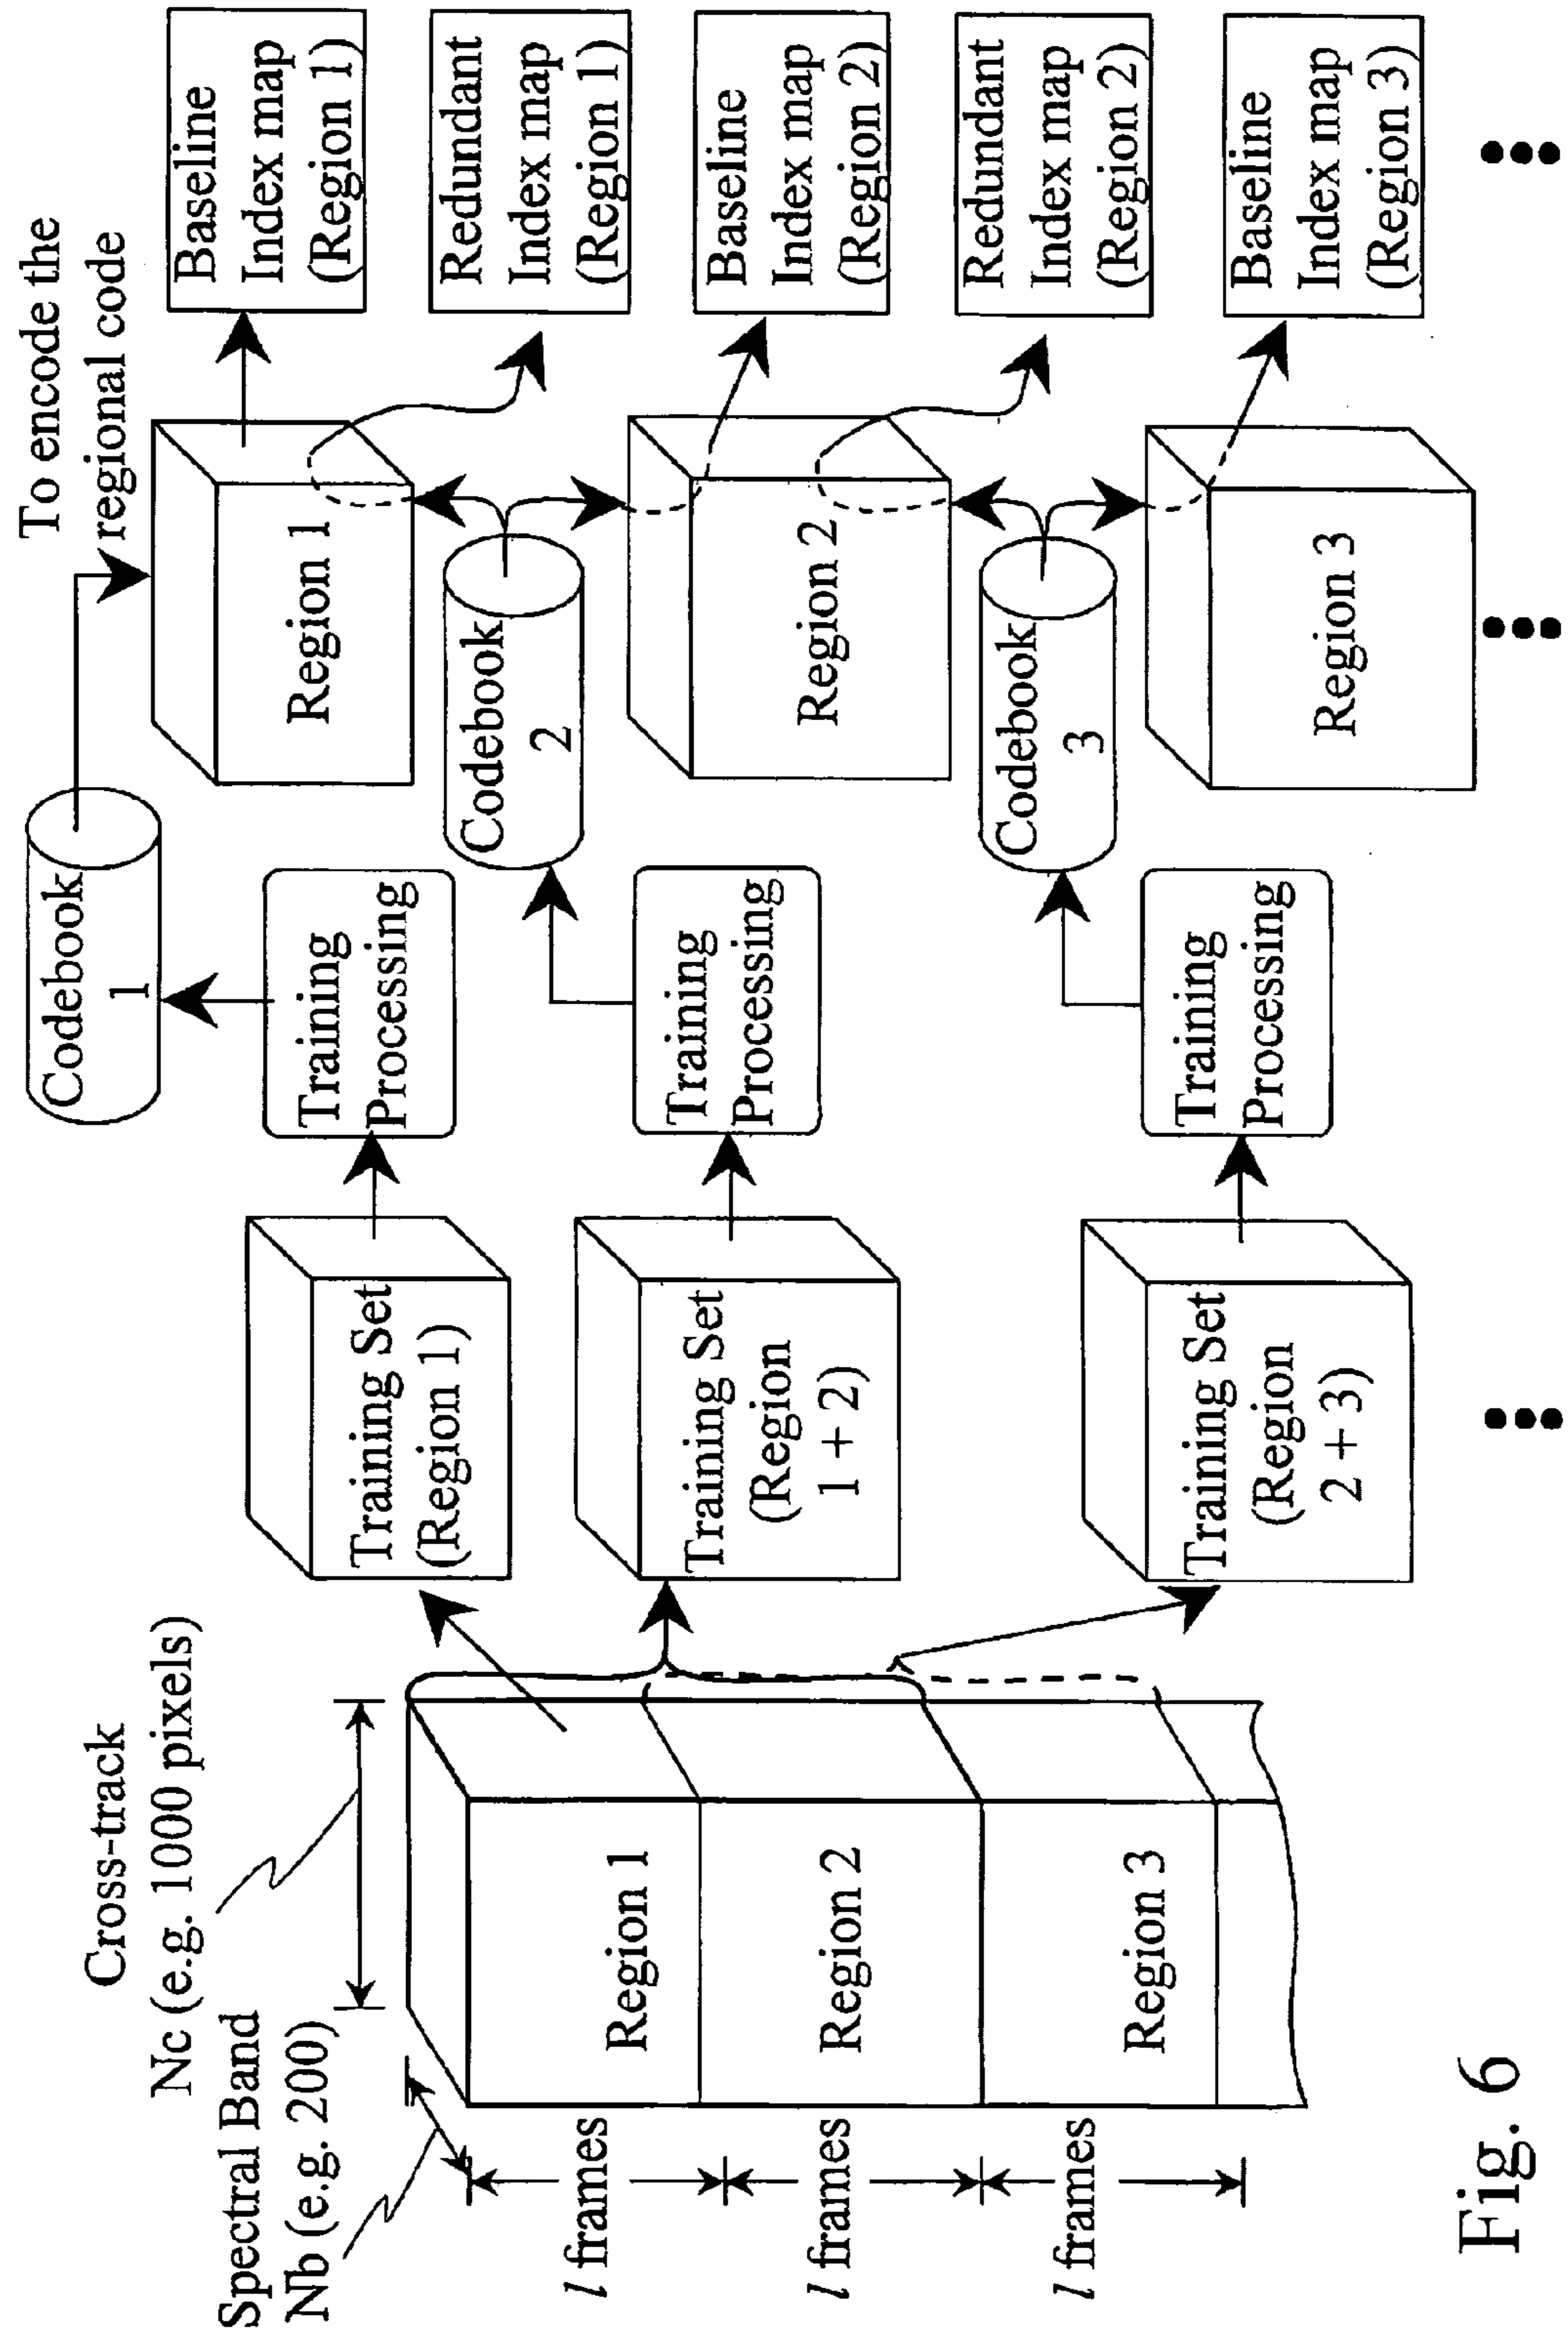 Cross-track
Nc (e.g. 1000 pixels)
Spectral Band
Nb (e.g. 200)
l frames
l frames
l frames
Region 1
Region 2
Region 3
Training Set
(Region 1)
Training Set
(Region
1 + 2)
Training Set
(Region
2 + 3)
Training
Processing
Training
Processing
Training
Processing
Codebook
1
Codebook
2
Codebook
3
To encode the
regional code
Region 1
Region 2
Region 3
Baseline
Index map
(Region 1)
Redundant
Index map
(Region 1)
Baseline
Index map
(Region 2)
Redundant
Index map
(Region 2)
Baseline
Index map
(Region 3)
Fig. 6